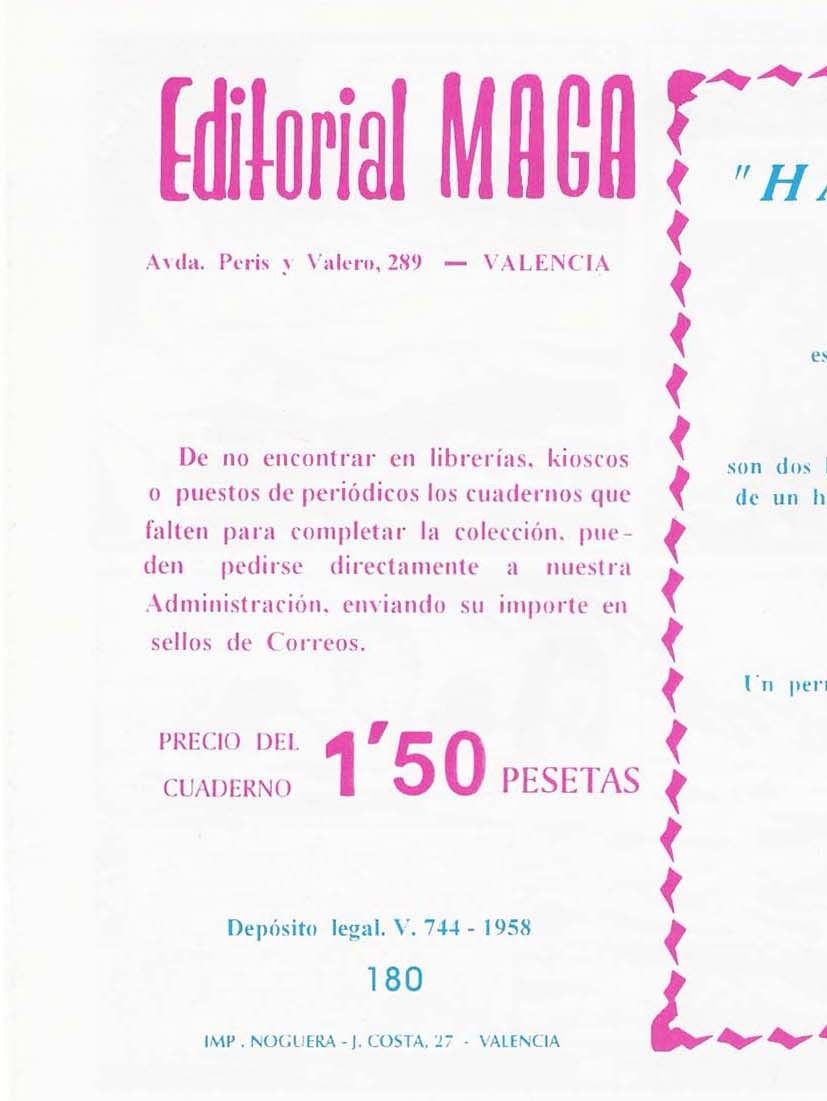 Editorial MAGA
Avda. Peris y Valero, 289 — VALENCIA
De no encontrar en librerías, kioscos
o puestos de periódicos los cuadernos que
falten para completar la colección, pue-
den pedirse directamente a nuestra
Administración, enviando su importe en
sellos de Correos.
PRECIO DEL
CUADERNO
1'50 PESETAS
Depósito legal. V. 744 - 1958
180
IMP. NOGUERA - J. COSTA, 27 - VALENCIA
"HA
es
son dos
de un h
Un per